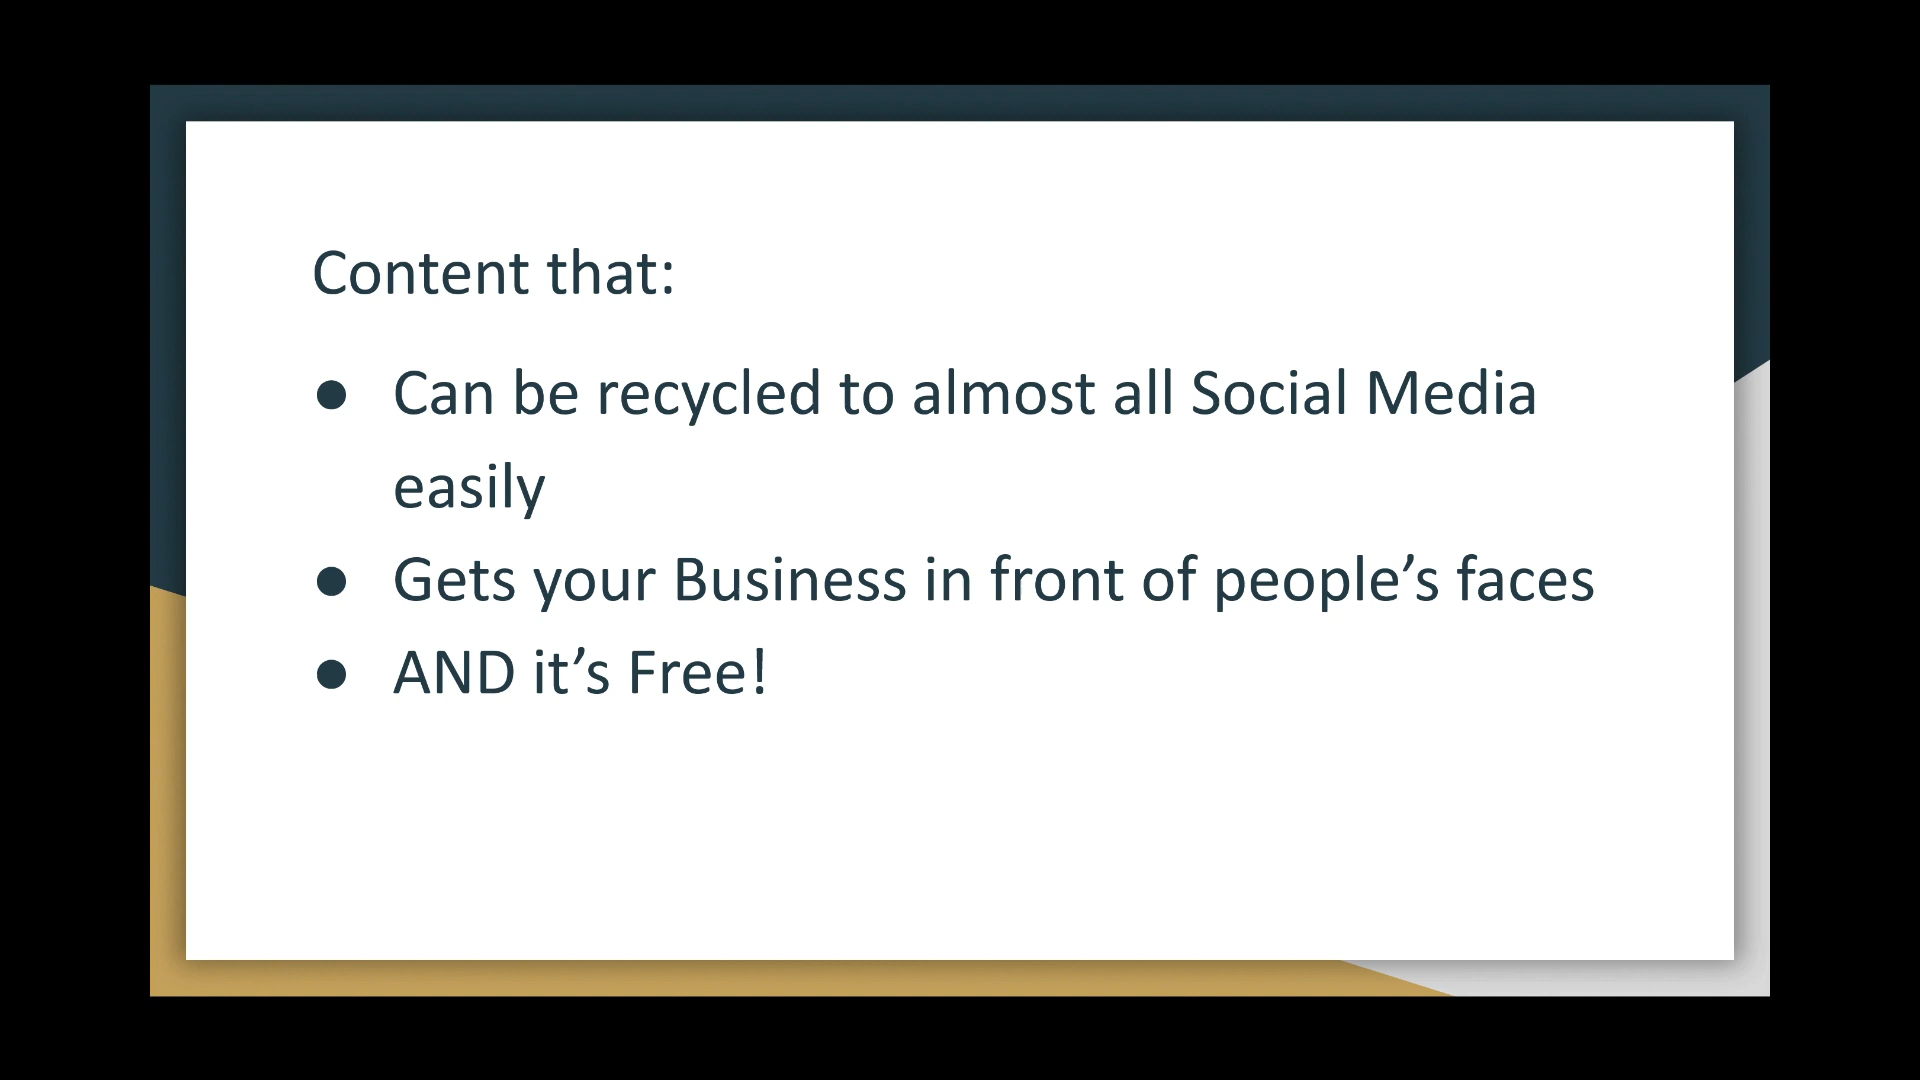 Content that:
● Can be recycled to almost all Social Media
easily
● Gets your Business in front of people’s faces
● AND it’s Free!